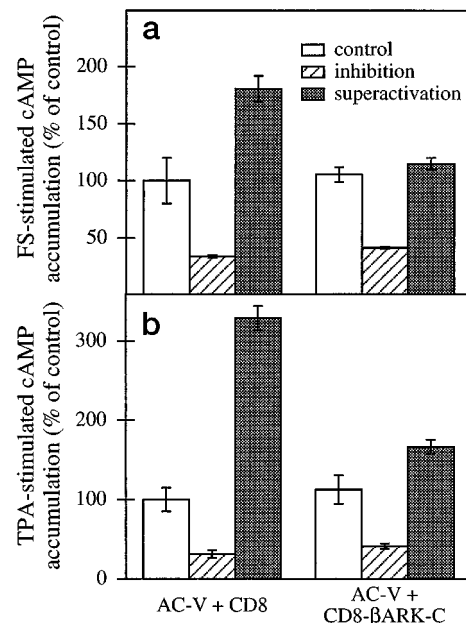 a
control
inhibition
superactivation
FS-stimulated cAMP
accumulation (% of control)
200
150
100
50
b
TPA-stimulated cAMP
accumulation (% of control)
300
200
100
0
AC-V + CD8
AC-V +
CD8-βARK-C